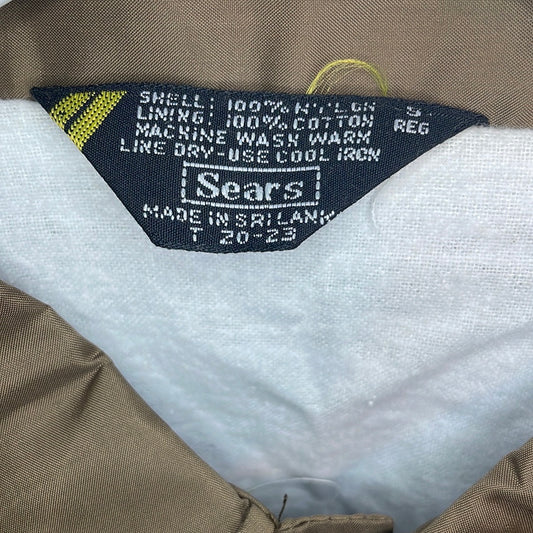 SHELL: 100% NYLON
LINING: 100% COTTON
MACHINE WASH WARM
LINE DRY-USE COOL IRON
S
REG
Sears
MADE IN SRI LANKA
T 20-23